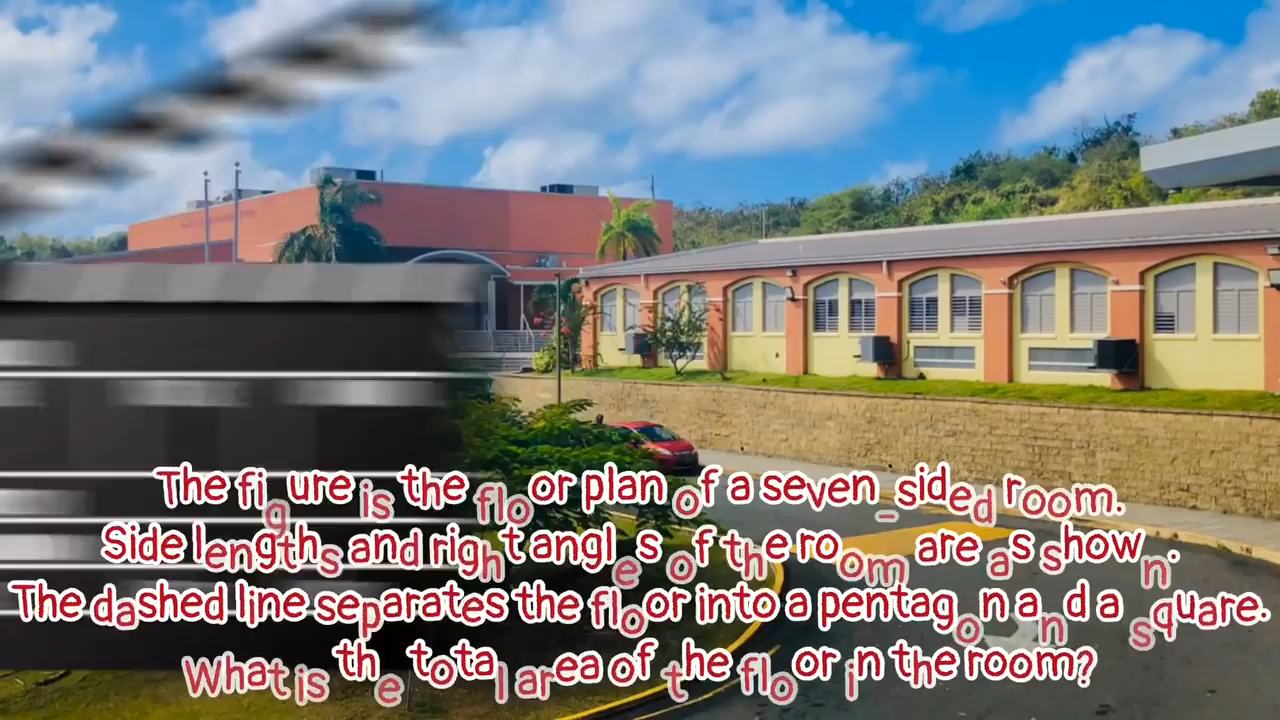 The figure is the floor plan of a seven-sided room.
Side lengths and right angles of the room are as shown.
The dashed line separates the floor into a pentagon and a square.
What is the total area of the floor in the room?